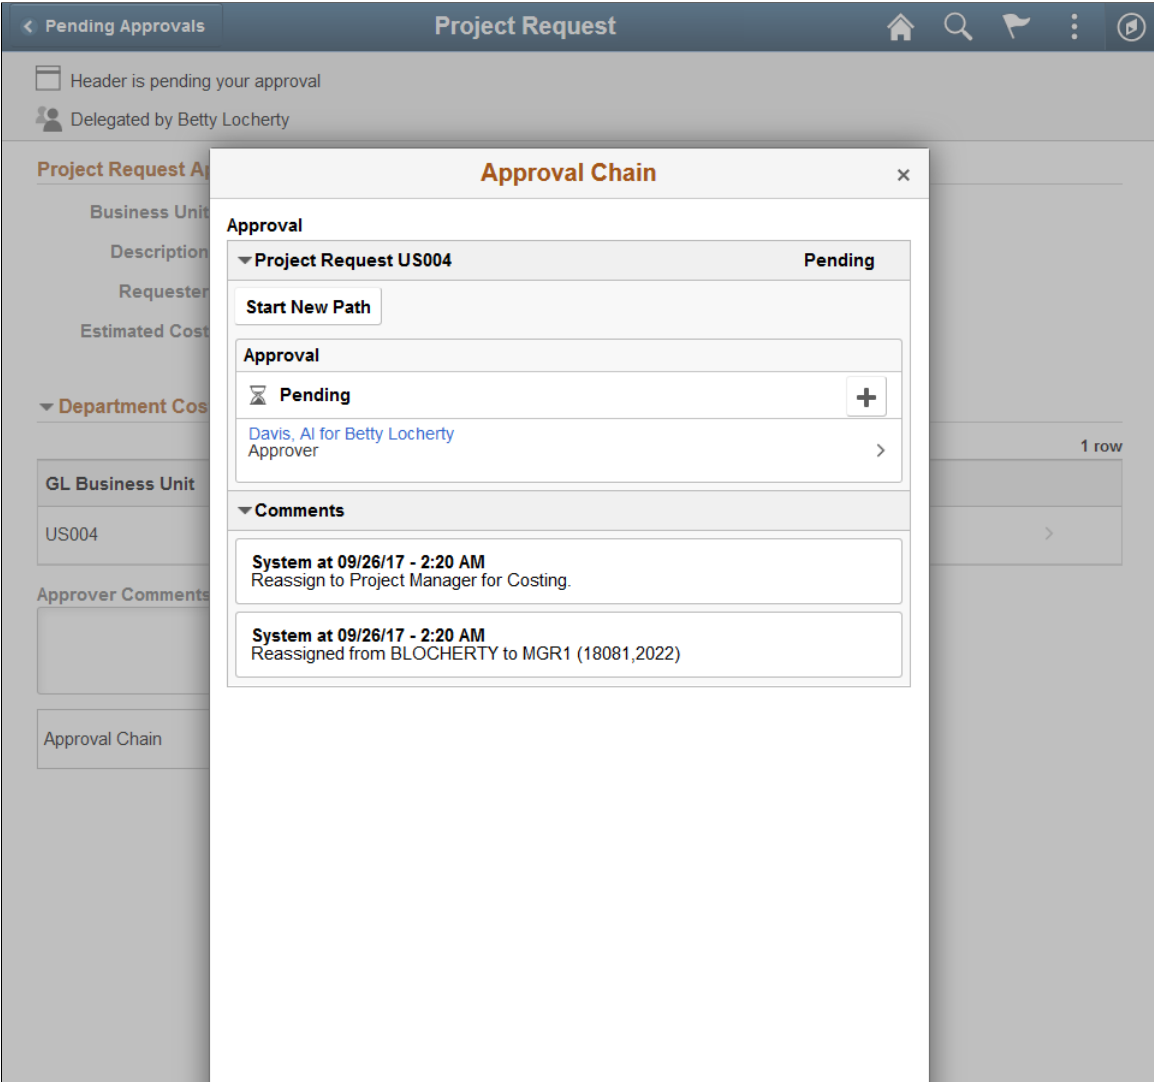 Pending Approvals
Project Request
Header is pending your approval
Delegated by Betty Locherty
Project Request
Business Unit
Description
Requester
Estimated Cost
Department
1 row
GL Business Unit
US004
Approver Comments
Approval Chain
Approval Chain
Approval
Project Request US004
Pending
Start New Path
Approval
Pending
Davis, Al for Betty Locherty
Approver
Comments
System at 09/26/17 - 2:20 AM
Reassign to Project Manager for Costing.
System at 09/26/17 - 2:20 AM
Reassigned from BLOCHERTY to MGR1 (18081,2022)